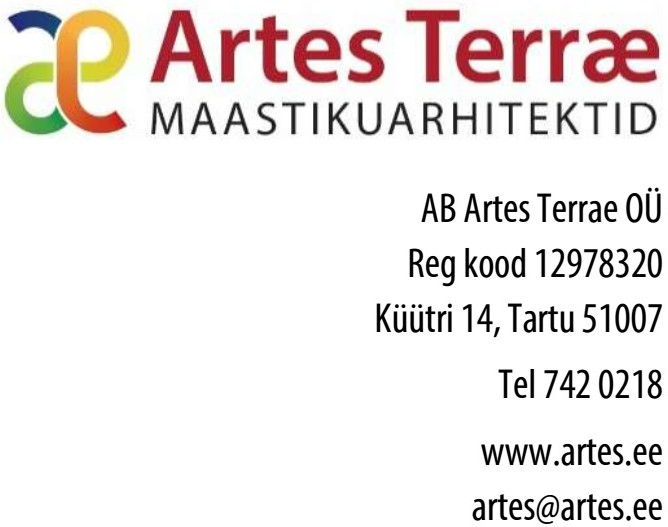 Artes Terræ
MAASTIKUARHITEKTID
AB Artes Terrae OÜ
Reg kood 12978320
Küütri 14, Tartu 51007
Tel 742 0218
www.artes.ee
artes@artes.ee